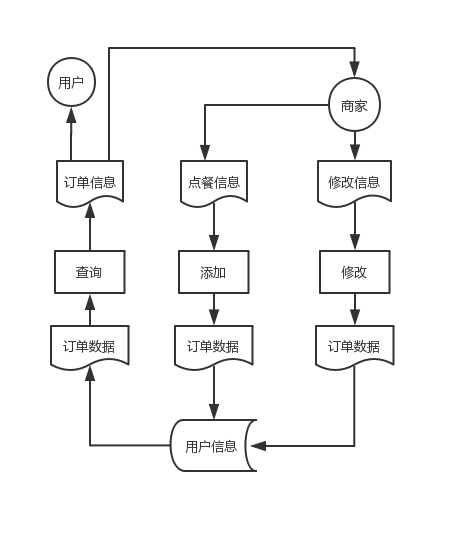 用户
商家
订单信息
点餐信息
修改信息
查询
添加
修改
订单数据
订单数据
订单数据
用户信息